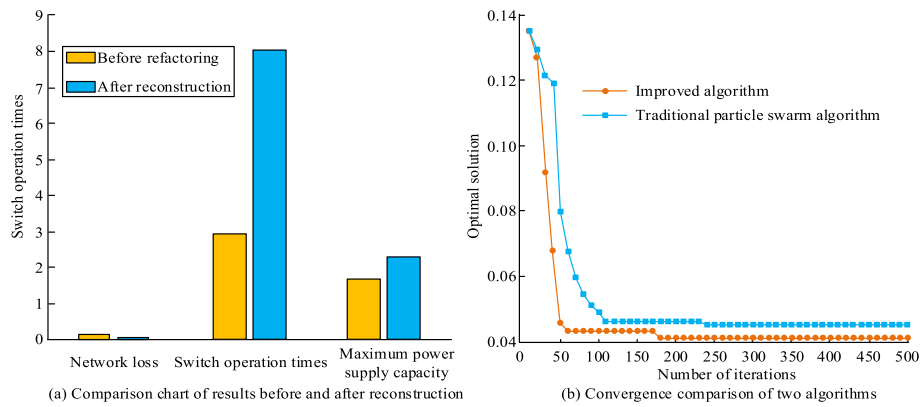 9
8
7
6
5
4
3
2
1
0
Switch operation times
Before refactoring
After reconstruction
Network loss
Switch operation times
Maximum power
supply capacity
(a) Comparison chart of results before and after reconstruction
0.14
0.12
0.10
0.08
0.06
0.04
Optimal solution
Improved algorithm
Traditional particle swarm algorithm
0
50
100
150
200
250
300
350
400
450
500
Number of iterations
(b) Convergence comparison of two algorithms